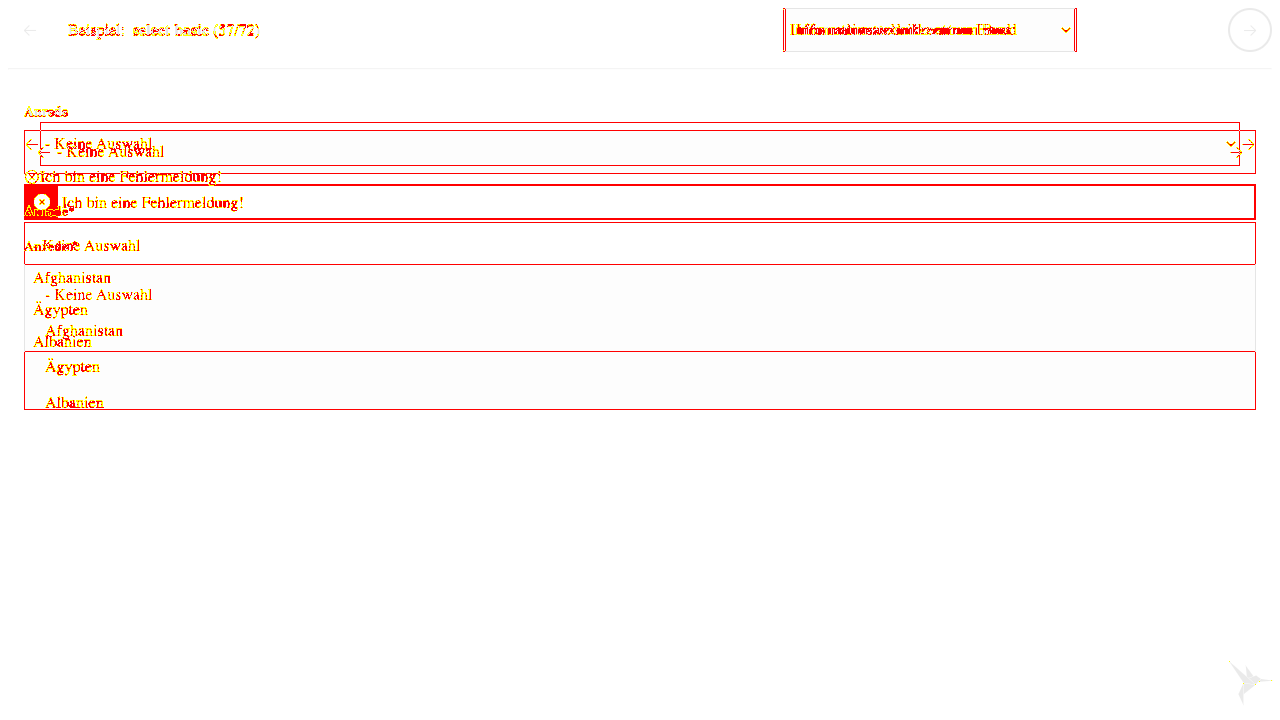 Beispiel: select basic (37/72)
Anrede
- Keine Auswahl
- Keine Auswahl
Ich bin eine Fehlermeldung!
Ich bin eine Fehlermeldung!
Anrede*
Anrede*
- Keine Auswahl
Afghanistan
- Keine Auswahl
Ägypten
Afghanistan
Albanien
Ägypten
Albanien